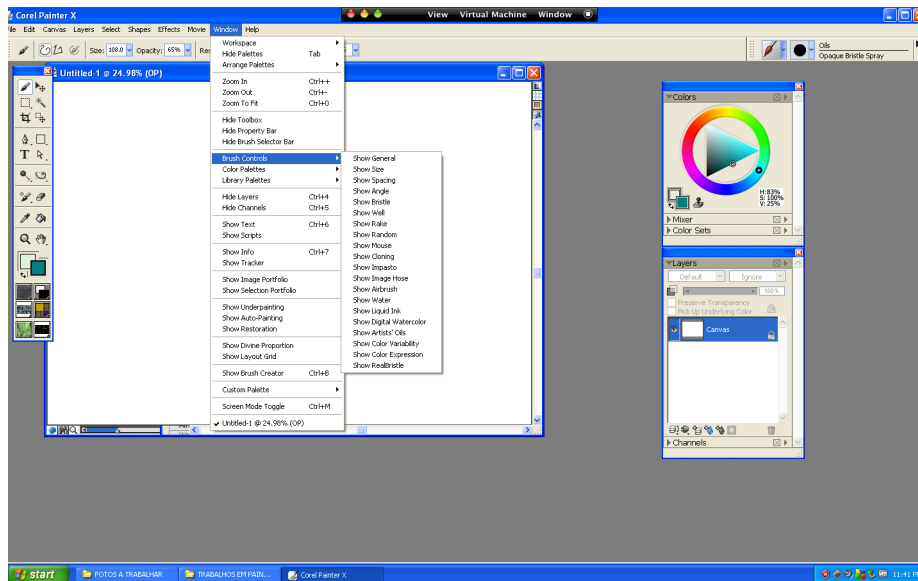 Corel Painter X
View Virtual Machine Window
File Edit Canvas Layers Select Shapes Effects Movie Window Help
Size: 108.0 Opacity: 65%
Oils
Opaque Bristle Spray
Untitled-1 @ 24.98% (OP)
Workspace
Hide Palettes Tab
Arrange Palettes
Zoom In Ctrl++
Zoom Out Ctrl+-
Zoom To Fit Ctrl+0
Hide Toolbox
Hide Property Bar
Hide Brush Selector Bar
Brush Controls
Color Palettes
Library Palettes
Hide Layers Ctrl+4
Hide Channels Ctrl+5
Show Text Ctrl+6
Show Scripts
Show Info Ctrl+7
Show Tracker
Show Image Portfolio
Show Selection Portfolio
Show Underpainting
Show Auto-Painting
Show Restoration
Show Divine Proportion
Show Layout Grid
Show Brush Creator Ctrl+B
Custom Palette
Screen Mode Toggle Ctrl+M
Untitled-1 @ 24.98% (OP)
Show General
Show Size
Show Spacing
Show Angle
Show Bristle
Show Well
Show Rake
Show Random
Show Mouse
Show Cloning
Show Impasto
Show Image Hose
Show Airbrush
Show Water
Show Liquid Ink
Show Digital Watercolor
Show Artists' Oils
Show Color Variability
Show Color Expression
Show RealBristle
Colors
H:83%
S:100%
V:25%
Mixer
Color Sets
Layers
Default Ignore
100%
Preserve Transparency
Pick Up Underlying Color
Canvas
Channels
start FOTOS A TRABALHAR TRABALHOS EM PAIN... Corel Painter X 11:41 P